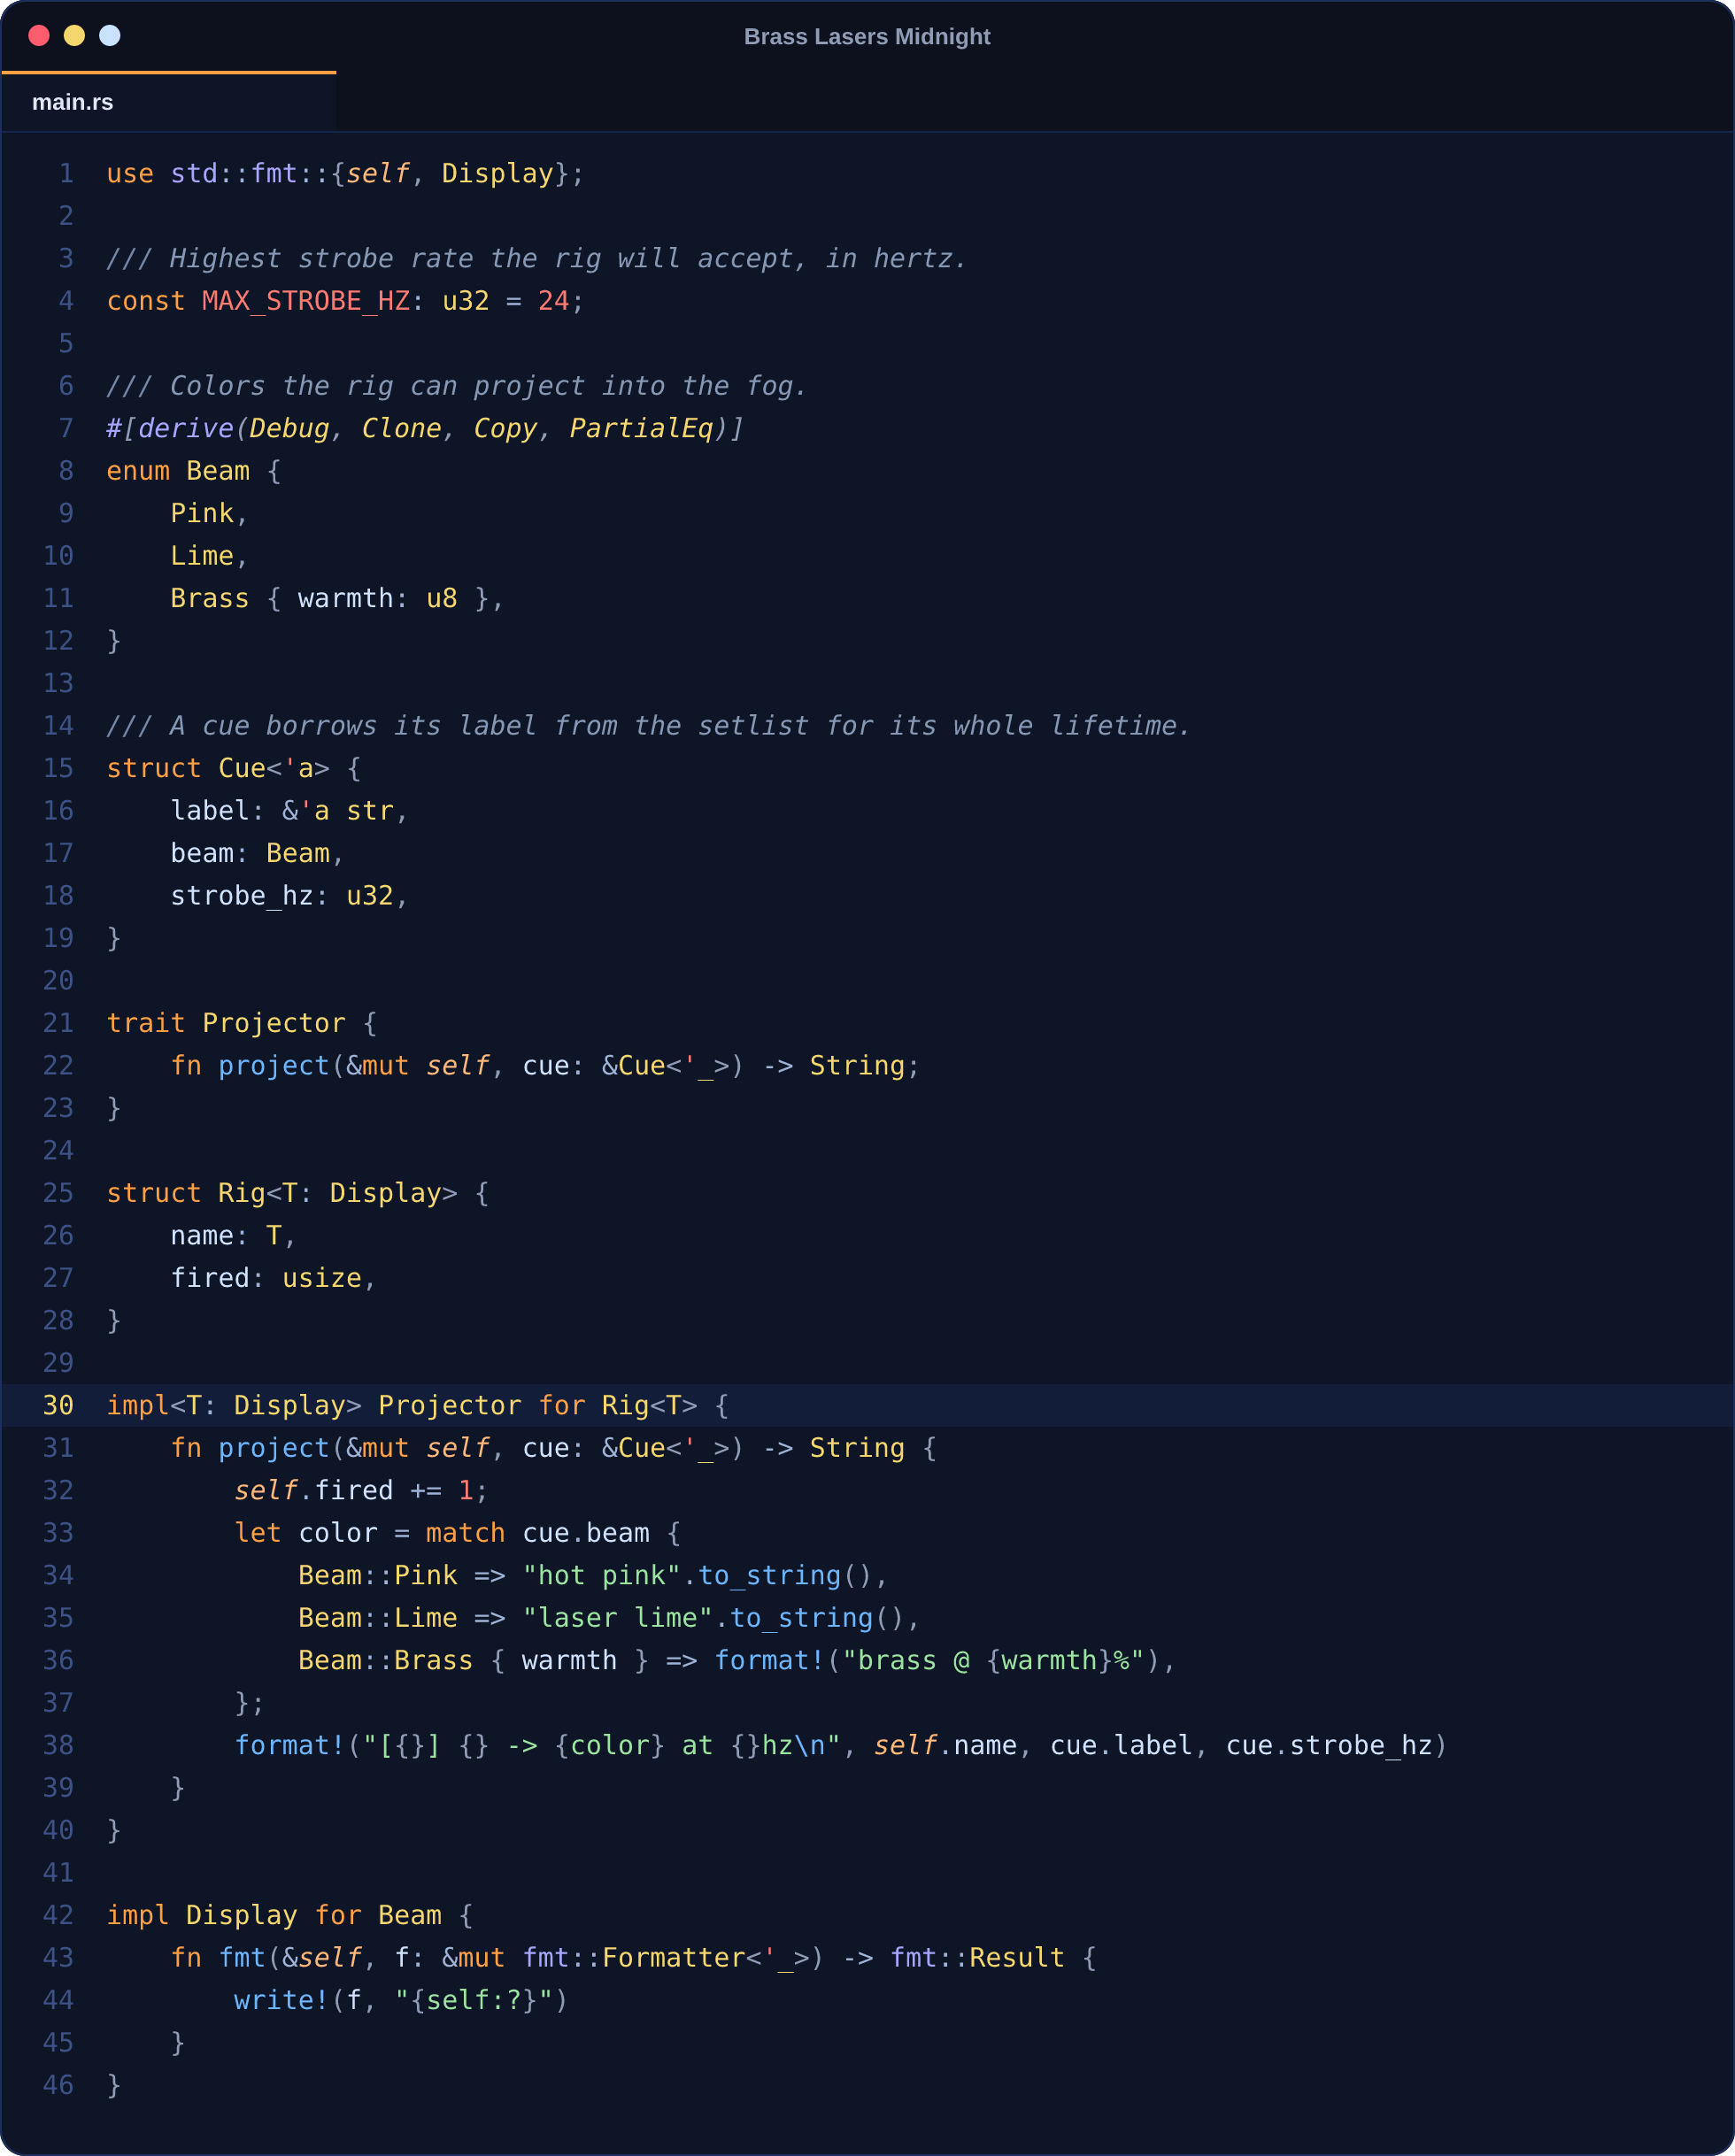 Brass Lasers Midnight
main.rs
1 use std::fmt::{self, Display};
2
3 /// Highest strobe rate the rig will accept, in hertz.
4 const MAX_STROBE_HZ: u32 = 24;
5
6 /// Colors the rig can project into the fog.
7 #[derive(Debug, Clone, Copy, PartialEq)]
8 enum Beam {
9     Pink,
10     Lime,
11     Brass { warmth: u8 },
12 }
13
14 /// A cue borrows its label from the setlist for its whole lifetime.
15 struct Cue<'a> {
16     label: &'a str,
17     beam: Beam,
18     strobe_hz: u32,
19 }
20
21 trait Projector {
22     fn project(&mut self, cue: &Cue<'_>) -> String;
23 }
24
25 struct Rig<T: Display> {
26     name: T,
27     fired: usize,
28 }
29
30 impl<T: Display> Projector for Rig<T> {
31     fn project(&mut self, cue: &Cue<'_>) -> String {
32         self.fired += 1;
33         let color = match cue.beam {
34             Beam::Pink => "hot pink".to_string(),
35             Beam::Lime => "laser lime".to_string(),
36             Beam::Brass { warmth } => format!("brass @ {warmth}%"),
37         };
38         format!("[{}] {} -> {color} at {}hz\n", self.name, cue.label, cue.strobe_hz)
39     }
40 }
41
42 impl Display for Beam {
43     fn fmt(&self, f: &mut fmt::Formatter<'_>) -> fmt::Result {
44         write!(f, "{self:?}")
45     }
46 }